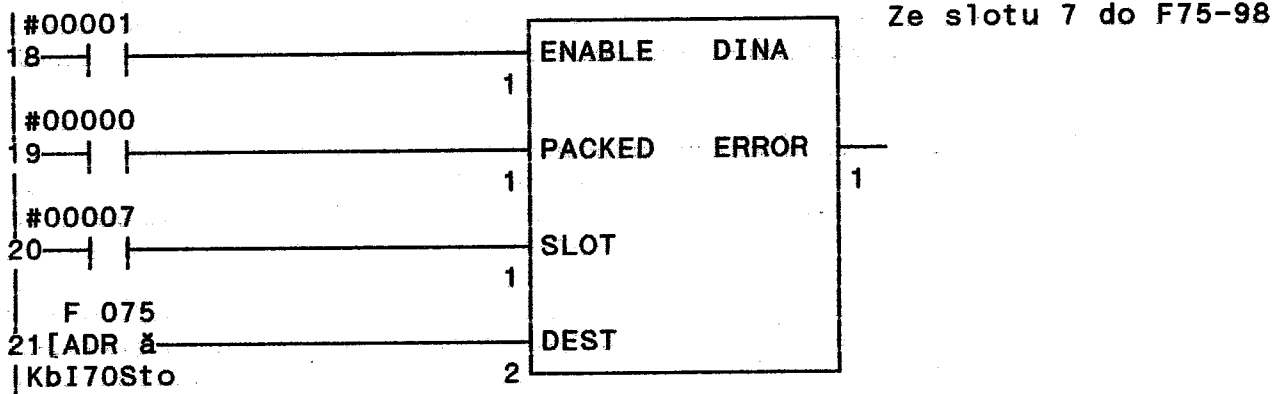 #00001
Ze slotu 7 do F75-98
18
ENABLE DINA
1
#00000
19
PACKED ERROR
1
1
#00007
20
SLOT
1
F 075
21[ADR ă
DEST
KbI70Sto
2